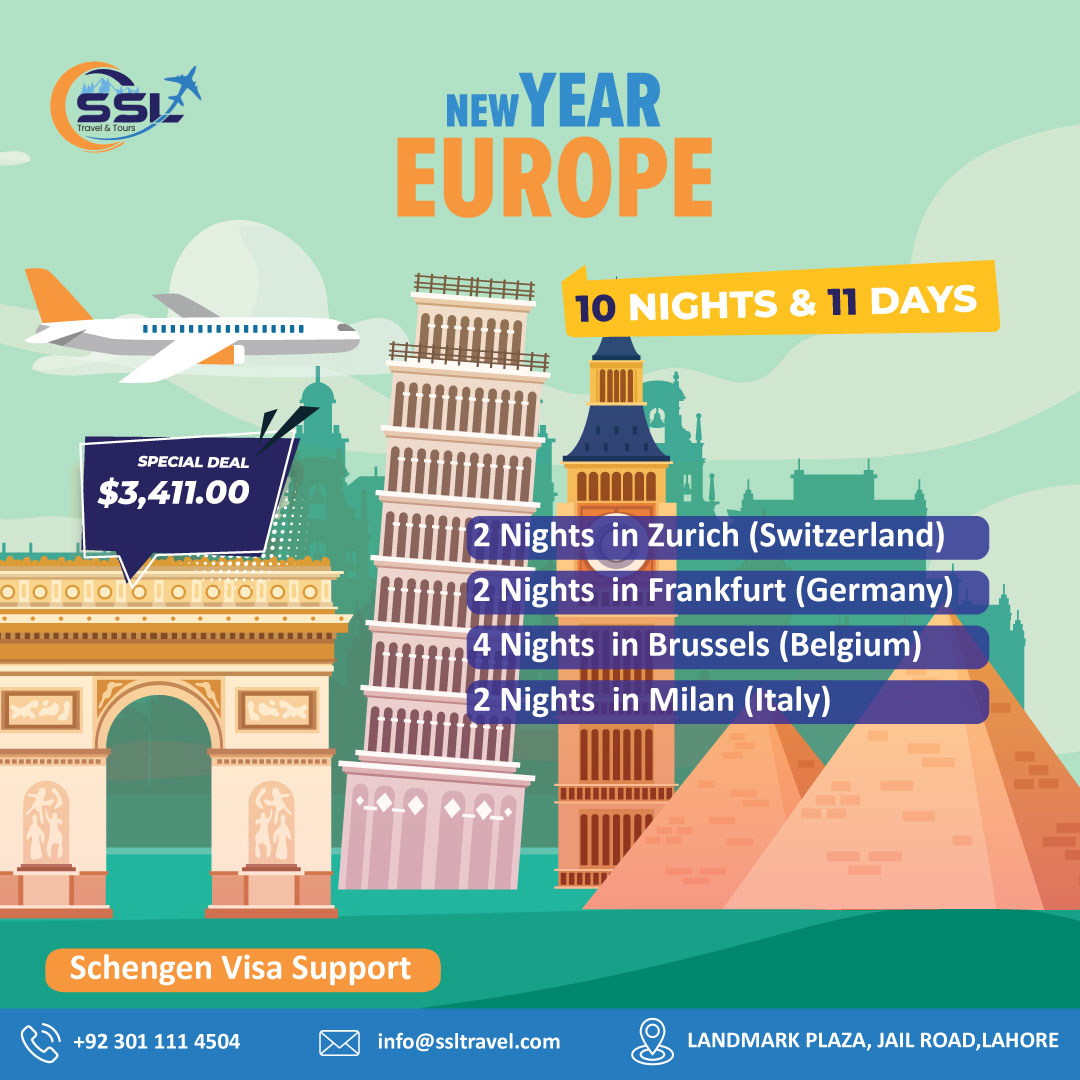 SSL
Travel & Tours
NEW YEAR
EUROPE
10 NIGHTS & 11 DAYS
SPECIAL DEAL
$3,411.00
2 Nights in Zurich (Switzerland)
2 Nights in Frankfurt (Germany)
4 Nights in Brussels (Belgium)
2 Nights in Milan (Italy)
Schengen Visa Support
+92 301 111 4504
info@ssltravel.com
LANDMARK PLAZA, JAIL ROAD,LAHORE